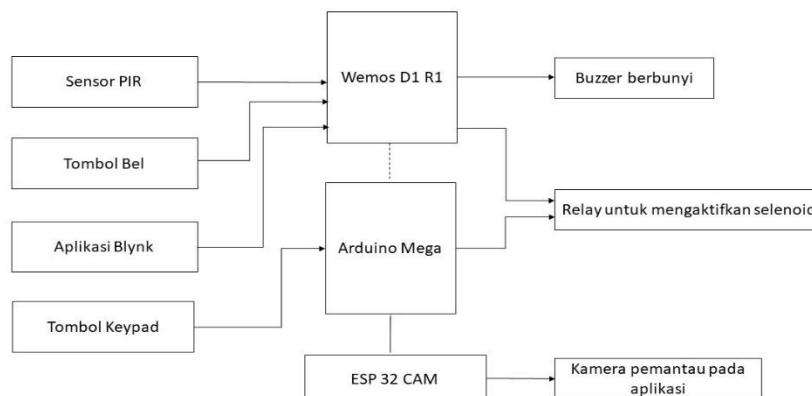 Sensor PIR
Tombol Bel
Aplikasi Blynk
Tombol Keypad
Wemos D1 R1
Arduino Mega
ESP 32 CAM
Buzzer berbunyi
Relay untuk mengaktifkan selenoid
Kamera pemantau pada
aplikasi